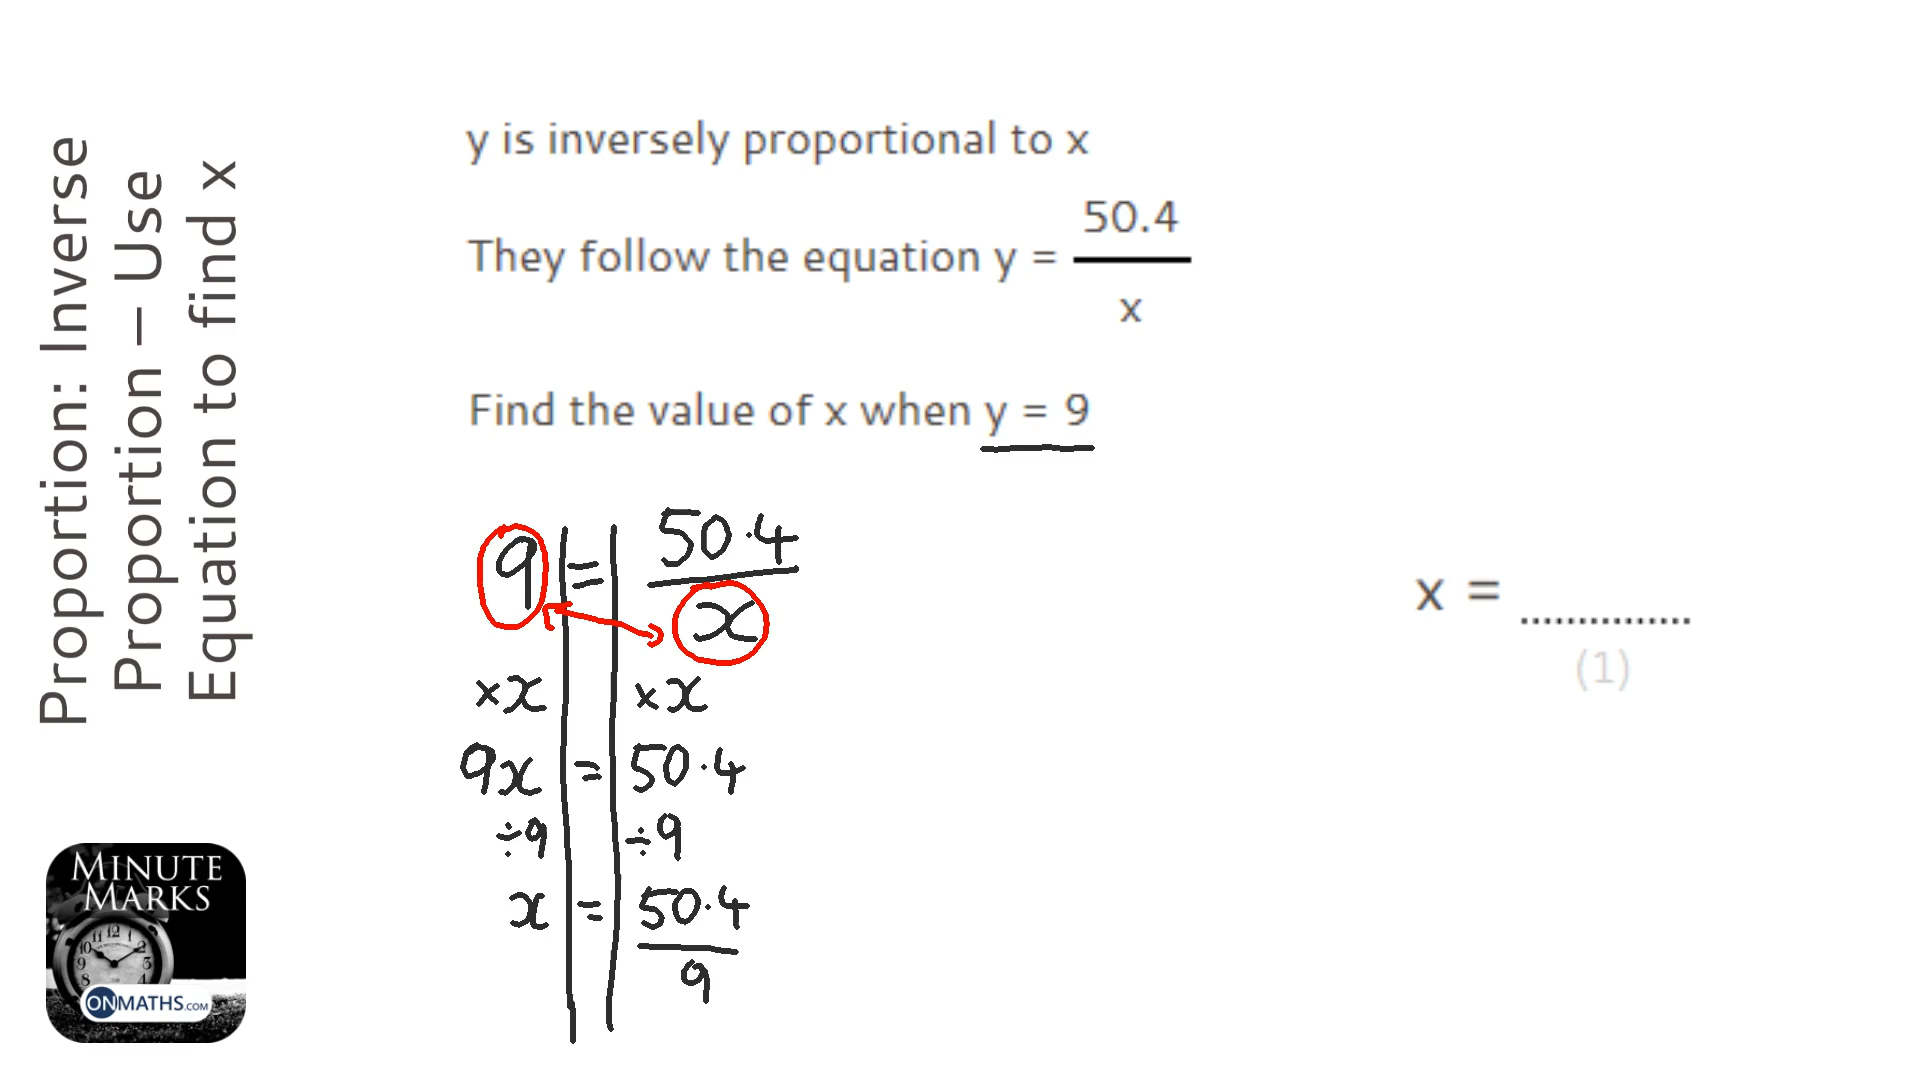 Proportion: Inverse
Proportion – Use
Equation to find x
y is inversely proportional to x
50.4
They follow the equation y =
x
Find the value of x when y = 9
9 = 50.4
x
×x ×x
9x = 50.4
÷9 ÷9
x = 50.4
9
x = ...............
(1)
MINUTE
MARKS
ONMATHS.COM